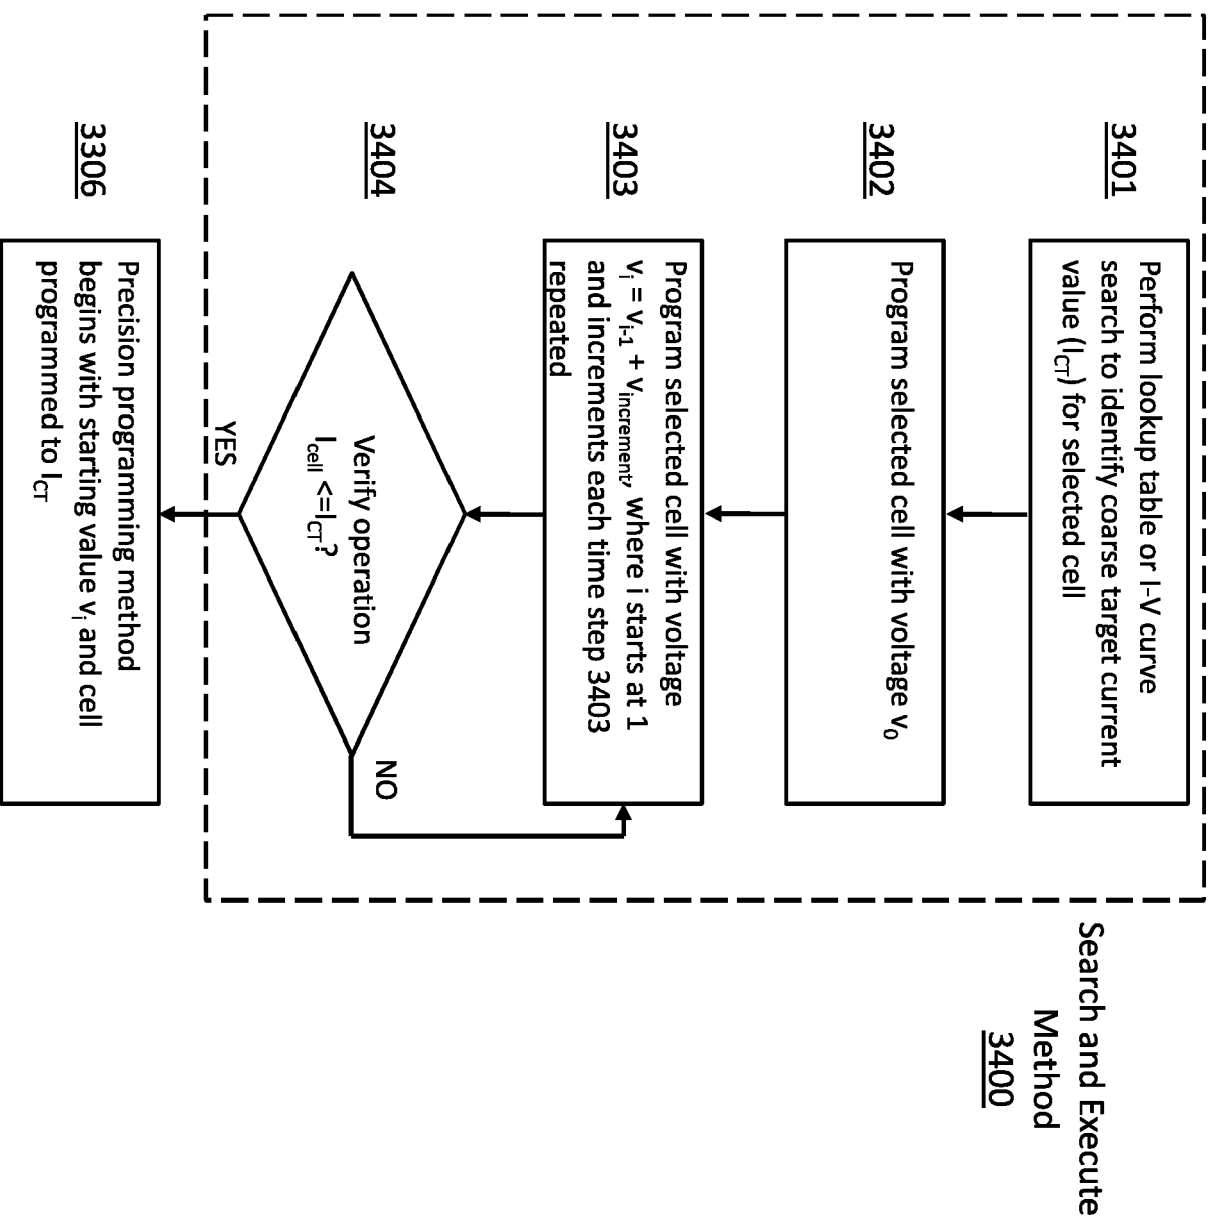 Search and Execute
Method
3400
3401
Perform lookup table or I-V curve
search to identify coarse target current
value (I_CT) for selected cell
3402
Program selected cell with voltage v_0
3403
Program selected cell with voltage
v_i = v_i-1 + v_increment, where i starts at 1
and increments each time step 3403
repeated
3404
Verify operation
I_cell <=I_CT?
NO
YES
3306
Precision programming method
begins with starting value v_i and cell
programmed to I_CT